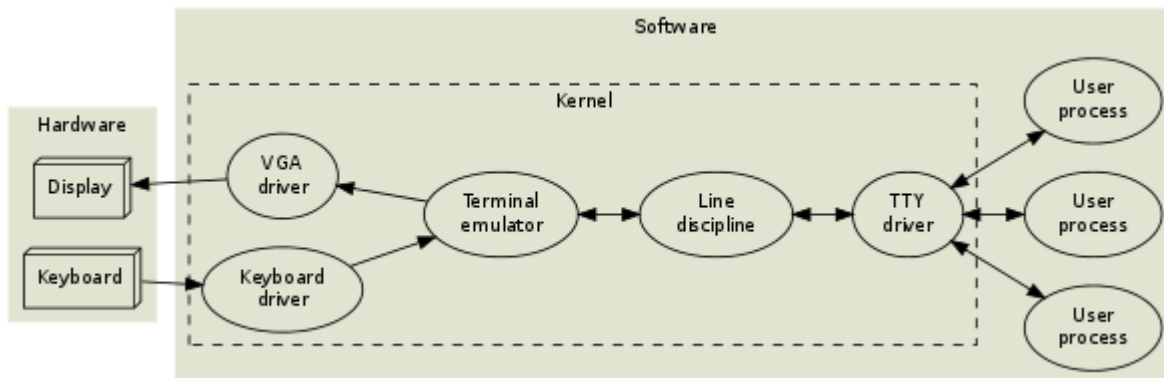 Software
Kernel
Hardware
Display
Keyboard
VGA
driver
Keyboard
driver
Terminal
emulator
Line
discipline
TTY
driver
User
process
User
process
User
process